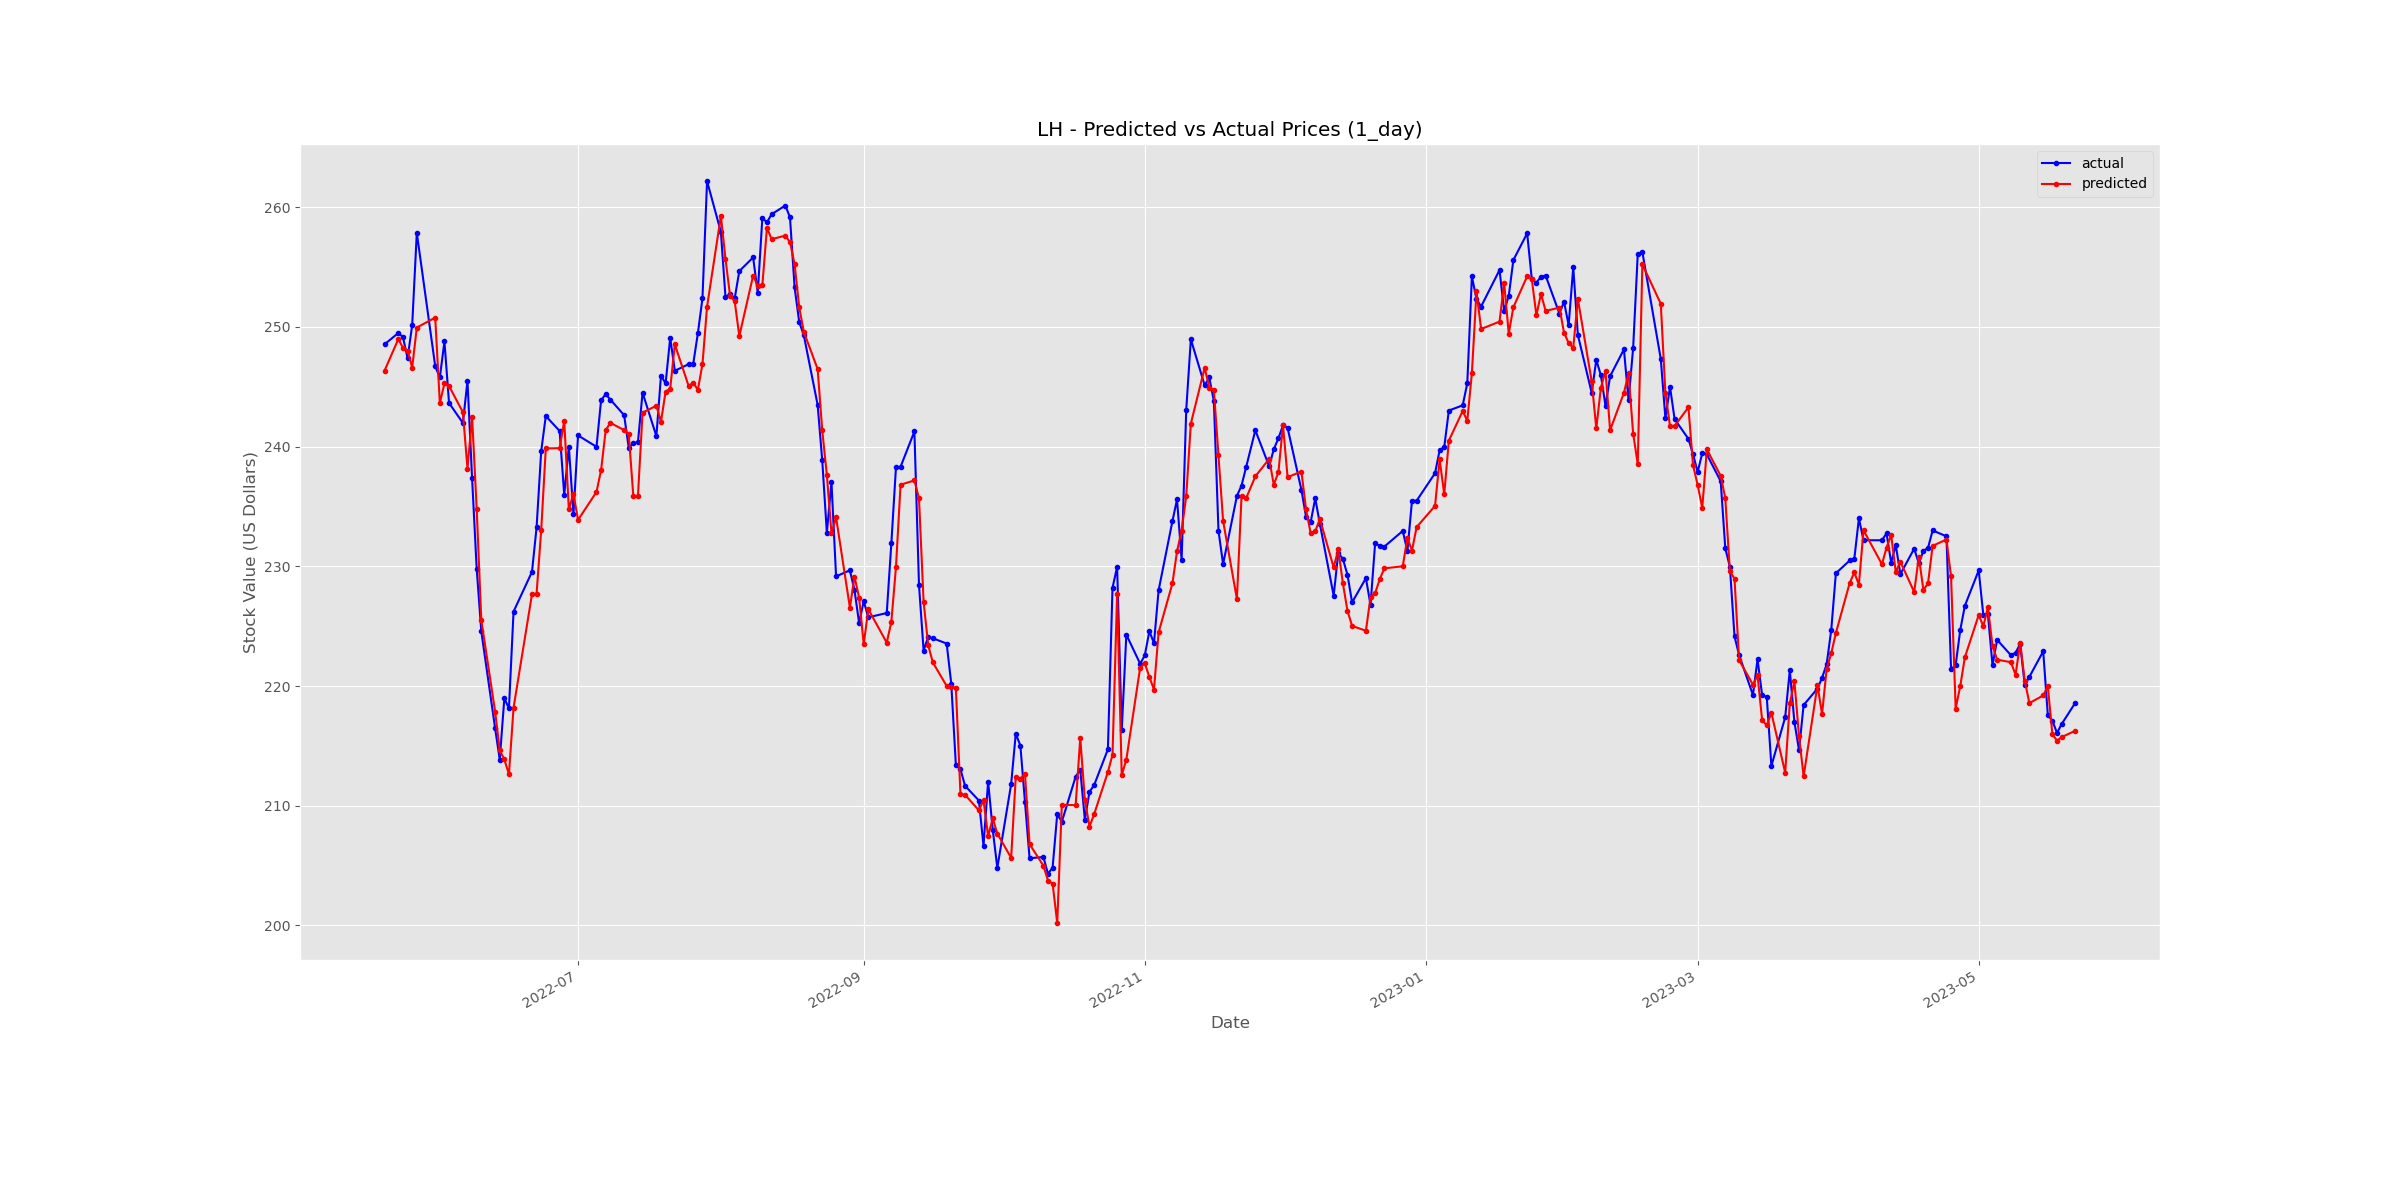 LH - Predicted vs Actual Prices (1_day)
actual
predicted
260
250
240
230
220
210
200
Stock Value (US Dollars)
2022-07
2022-09
2022-11
2023-01
2023-03
2023-05
Date